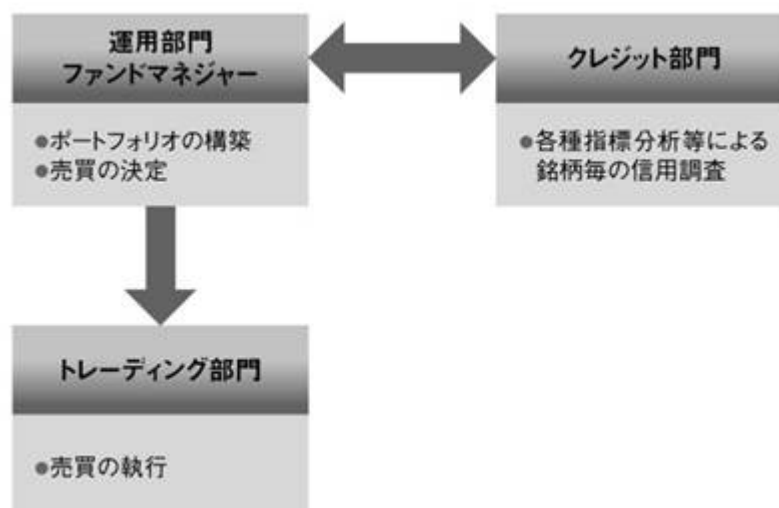 運用部門
ファンドマネジャー
●ポートフォリオの構築
●売買の決定
クレジット部門
●各種指標分析等による
銘柄毎の信用調査
トレーディング部門
●売買の執行